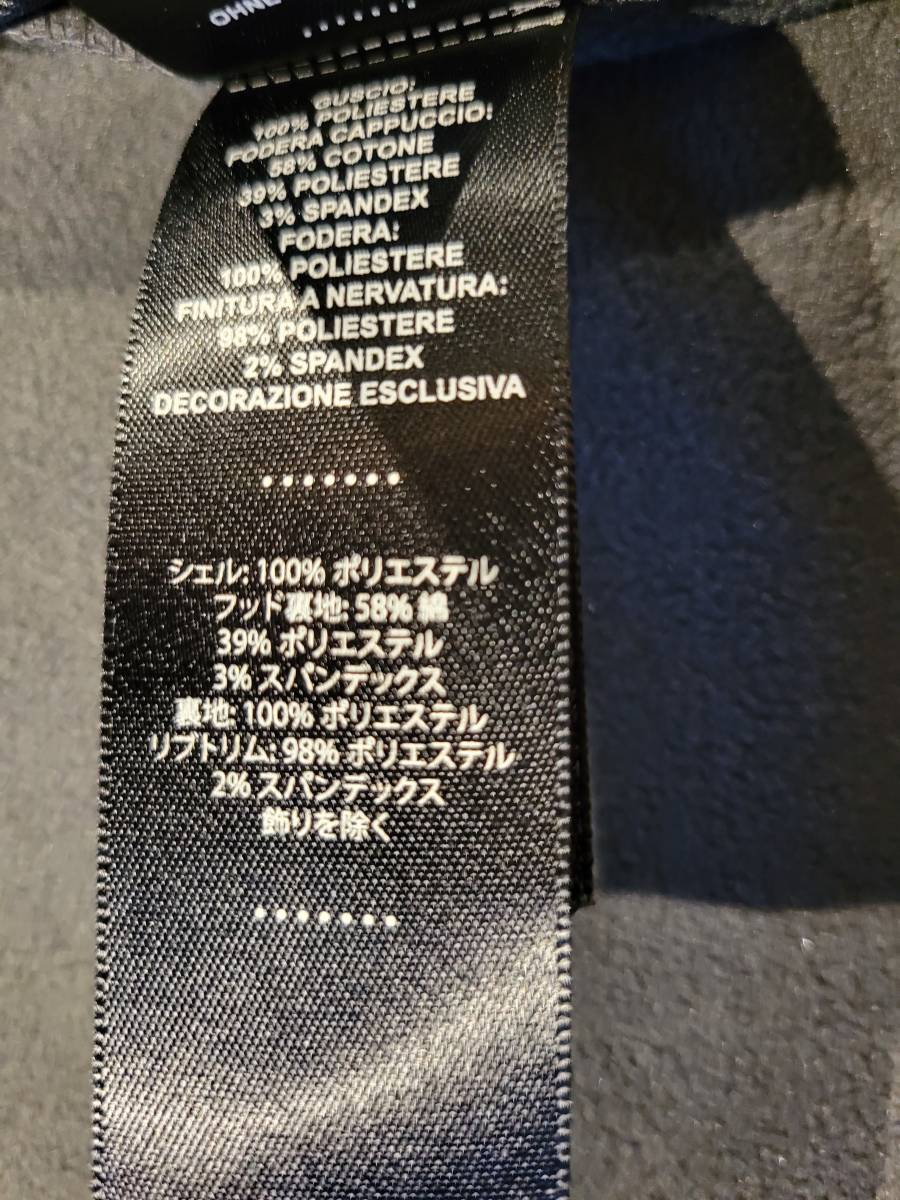 OHNE
GUSCIO:
100% POLIESTERE
FODERA CAPPUCCIO:
58% COTONE
39% POLIESTERE
3% SPANDEX
FODERA:
100% POLIESTERE
FINITURA A NERVATURA:
98% POLIESTERE
2% SPANDEX
DECORAZIONE ESCLUSIVA
シェル: 100% ポリエステル
フッド裏地: 58% 綿
39% ポリエステル
3% スパンデックス
裏地: 100% ポリエステル
リブトリム: 98% ポリエステル
2% スパンデックス
飾りを除く